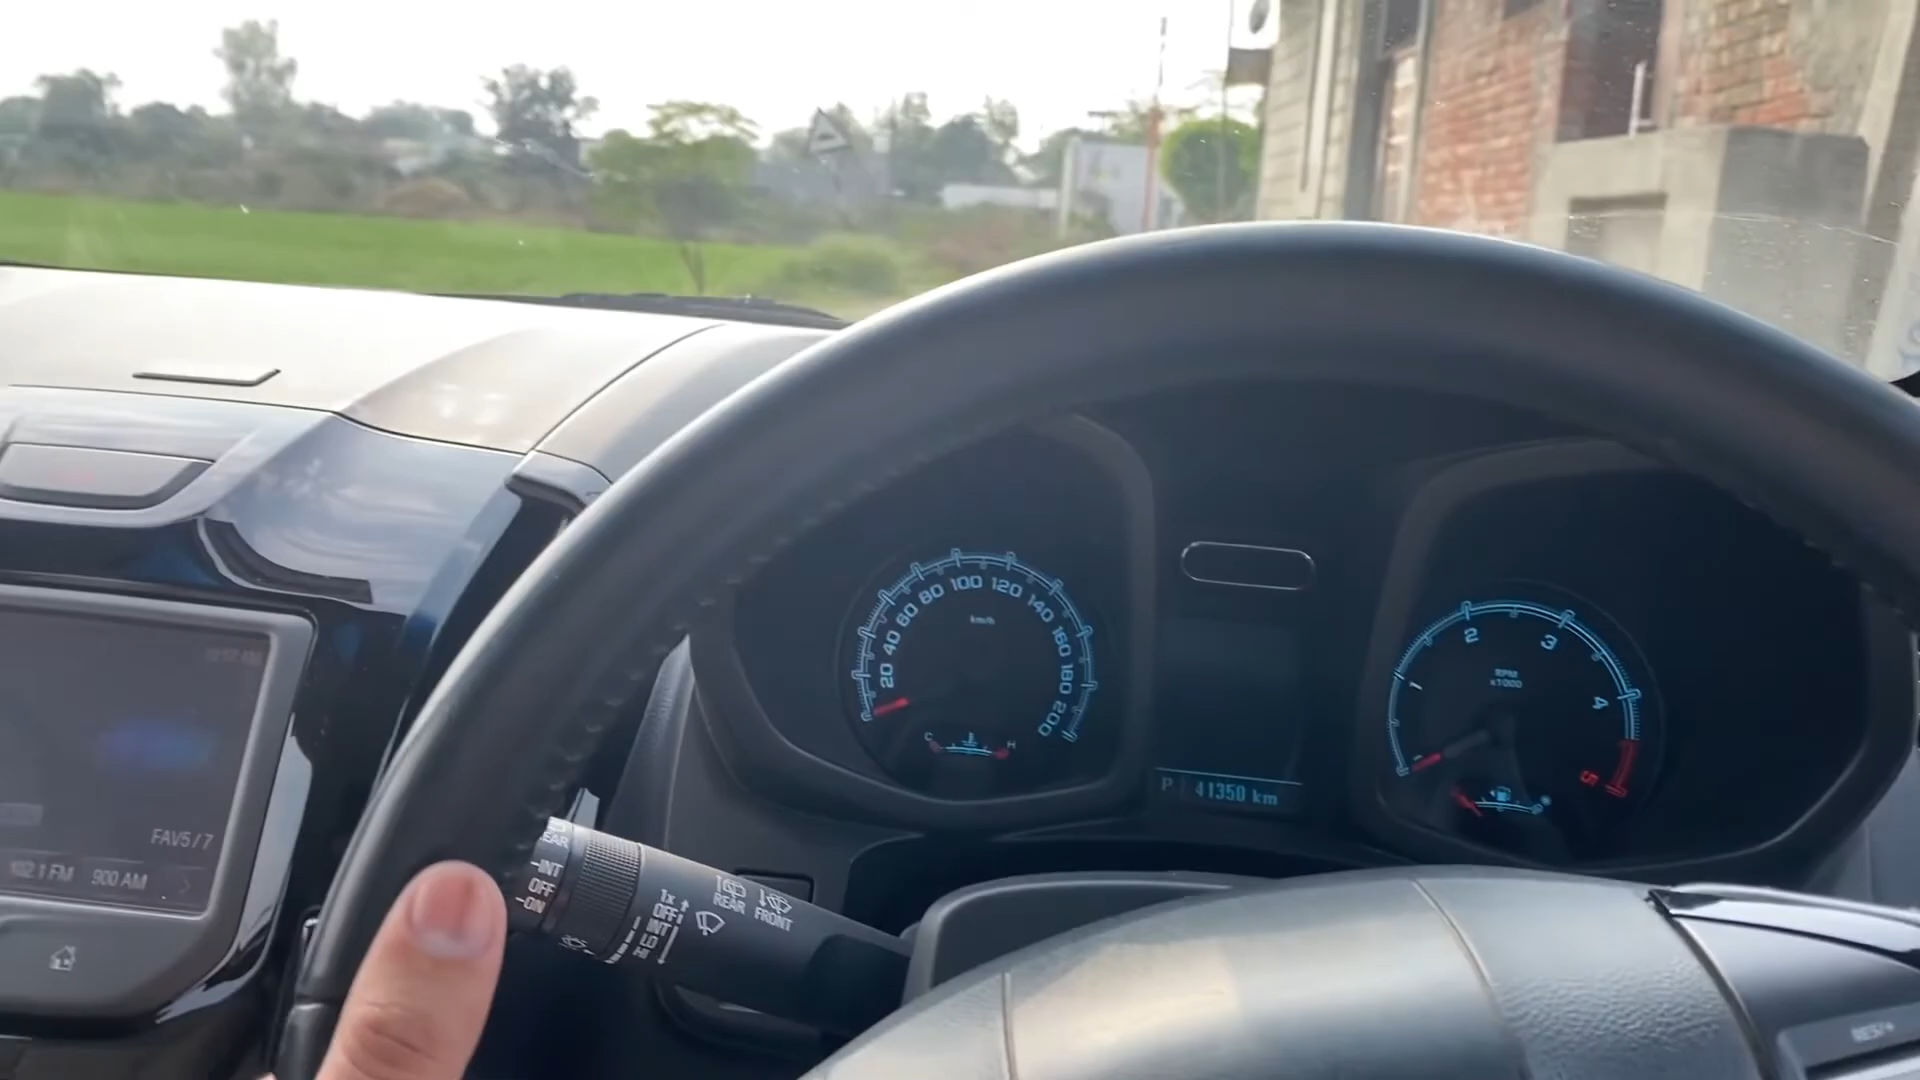 20
40
60
80
100
120
140
160
180
200
km/h
C
H
P
41350 km
1
2
3
4
5
RPM
x1000
FAV5/7
102.1 FM
900 AM
INT
OFF
ON
1x
OFF
INT
LO
HI
REAR
FRONT